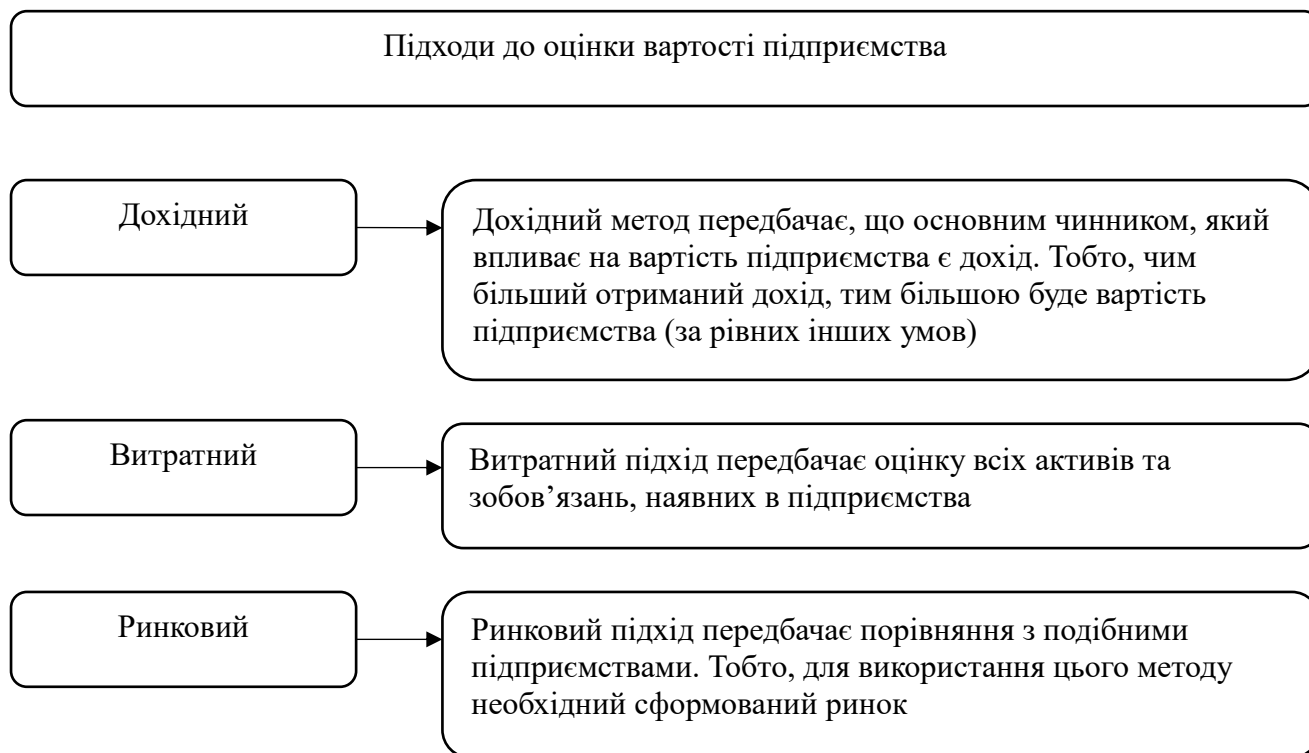 Підходи до оцінки вартості підприємства
Дохідний
Дохідний метод передбачає, що основним чинником, який
впливає на вартість підприємства є дохід. Тобто, чим
більший отриманий дохід, тим більшою буде вартість
підприємства (за рівних інших умов)
Витратний
Витратний підхід передбачає оцінку всіх активів та
зобов’язань, наявних в підприємства
Ринковий
Ринковий підхід передбачає порівняння з подібними
підприємствами. Тобто, для використання цього методу
необхідний сформований ринок